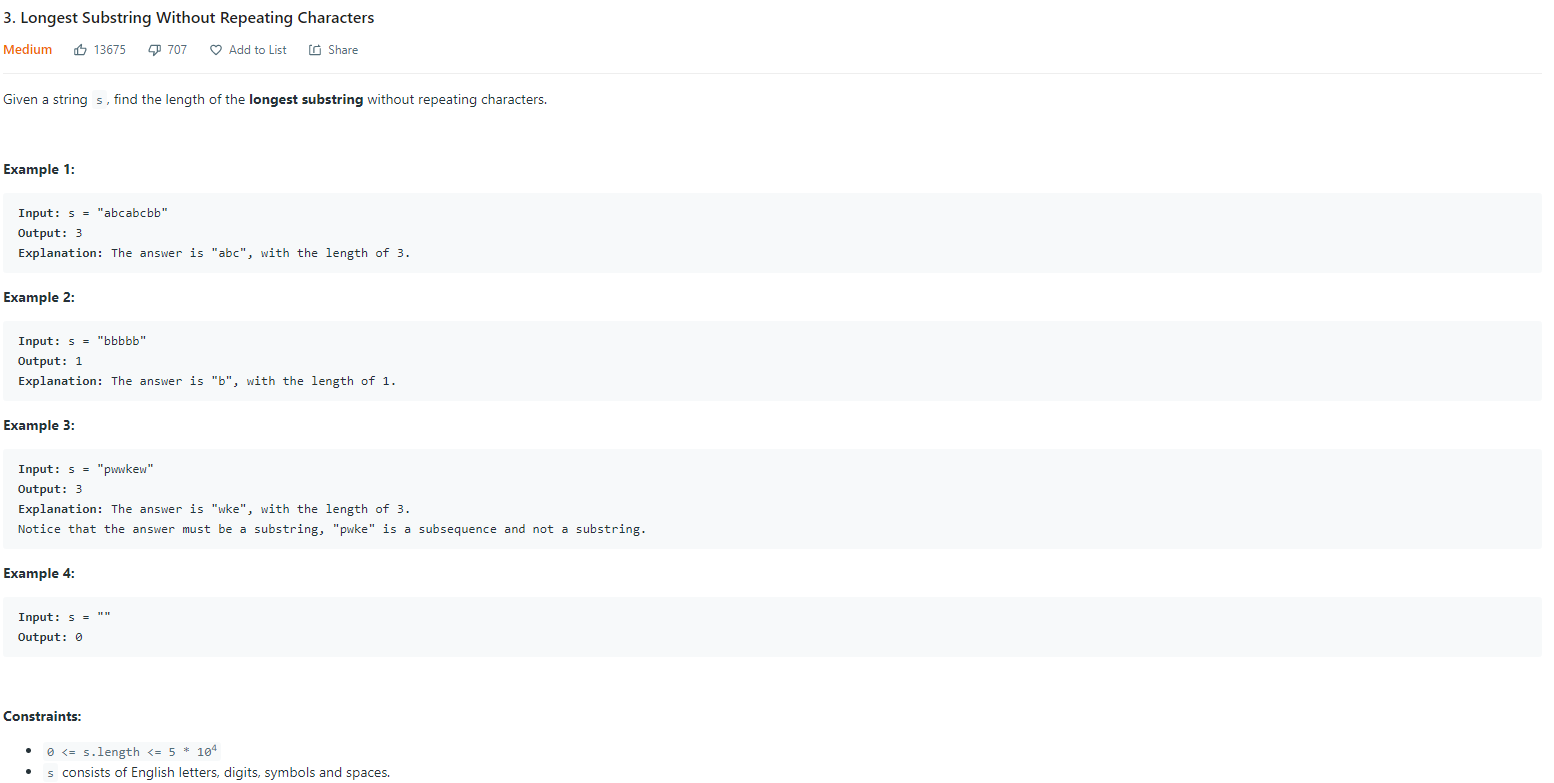 3. Longest Substring Without Repeating Characters
Medium 13675 707 Add to List Share
Given a string s, find the length of the longest substring without repeating characters.
Example 1:
Input: s = "abcabcbb"
Output: 3
Explanation: The answer is "abc", with the length of 3.
Example 2:
Input: s = "bbbbb"
Output: 1
Explanation: The answer is "b", with the length of 1.
Example 3:
Input: s = "pwwkew"
Output: 3
Explanation: The answer is "wke", with the length of 3.
Notice that the answer must be a substring, "pwke" is a subsequence and not a substring.
Example 4:
Input: s = ""
Output: 0
Constraints:
• 0 <= s.length <= 5 * 10⁴
• s consists of English letters, digits, symbols and spaces.